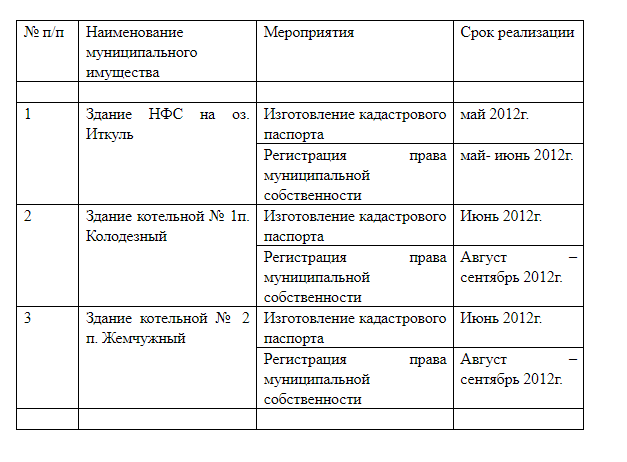 № п/п
Наименование
муниципального
имущества
Мероприятия
Срок реализации
1
Здание НФС на оз.
Иткуль
Изготовление кадастрового
паспорта
май 2012г.
Регистрация права
муниципальной
собственности
май- июнь 2012г.
2
Здание котельной № 1п.
Колодезный
Изготовление кадастрового
паспорта
Июнь 2012г.
Регистрация права
муниципальной
собственности
Август –
сентябрь 2012г.
3
Здание котельной № 2
п. Жемчужный
Изготовление кадастрового
паспорта
Июнь 2012г.
Регистрация права
муниципальной
собственности
Август –
сентябрь 2012г.